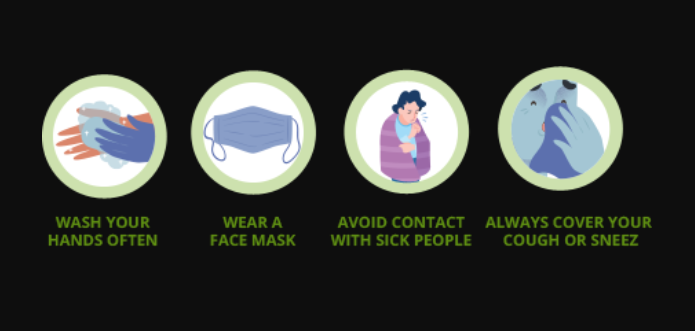 WASH YOUR
HANDS OFTEN
WEAR A
FACE MASK
AVOID CONTACT
WITH SICK PEOPLE
ALWAYS COVER YOUR
COUGH OR SNEEZ